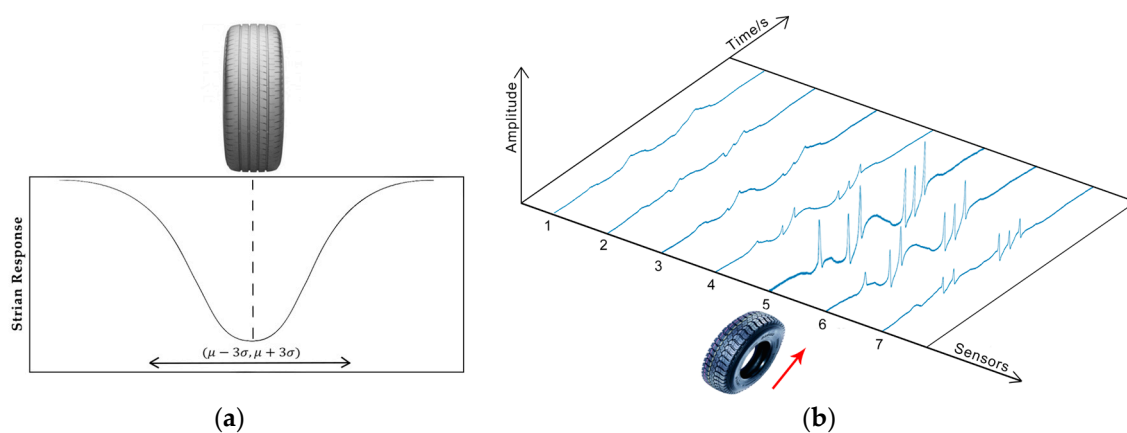 Strian Response
(μ − 3σ, μ + 3σ)
(a)
Amplitude
Time/s
1
2
3
4
5
6
7
Sensors
(b)